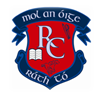 mol an óige
RC
Ráth Tó